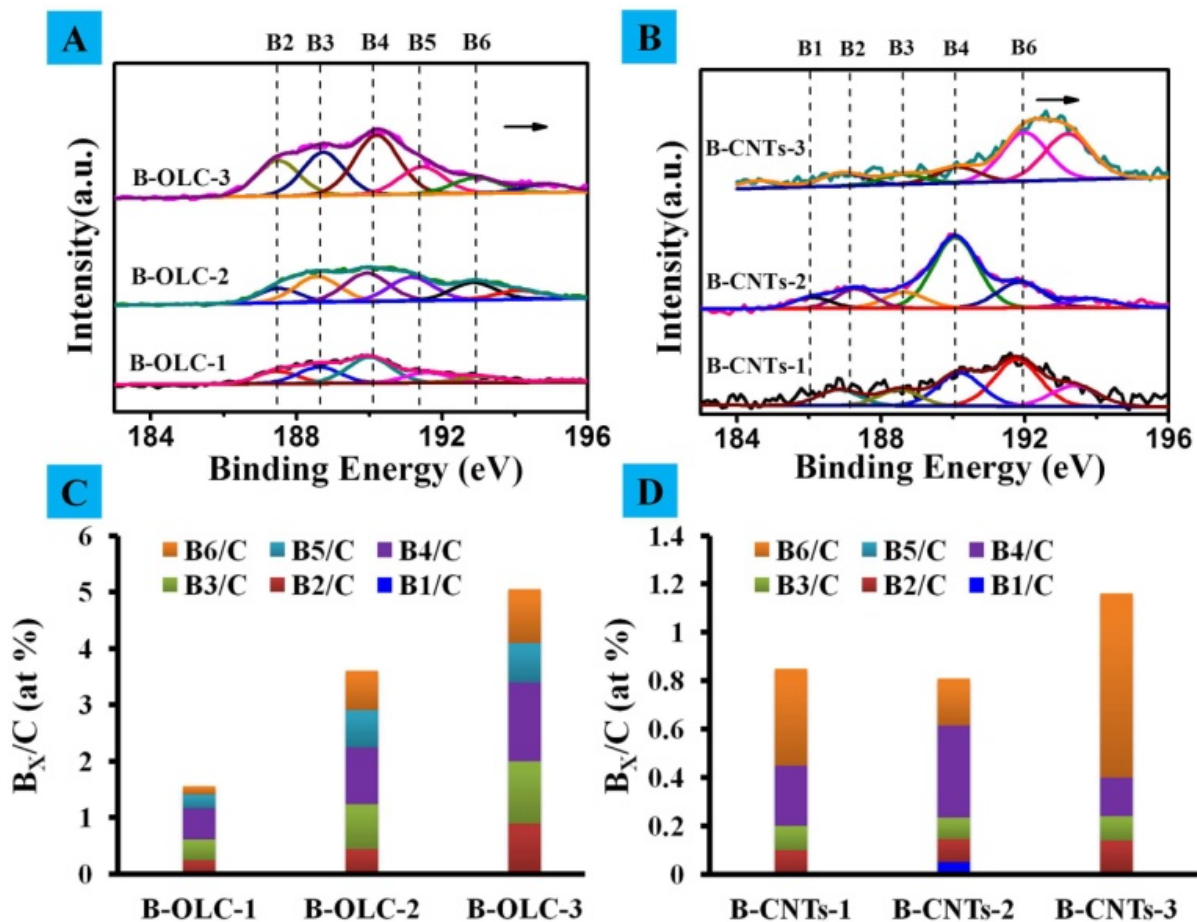 A
B2 B3 B4 B5 B6
B-OLC-3
B-OLC-2
B-OLC-1
Intensity(a.u.)
184 188 192 196
Binding Energy (eV)
B
B1 B2 B3 B4 B6
B-CNTs-3
B-CNTs-2
B-CNTs-1
Intensity(a.u.)
184 188 192 196
Binding Energy (eV)
C
B6/C B5/C B4/C
B3/C B2/C B1/C
6
5
4
3
2
1
0
BX/C (at %)
B-OLC-1 B-OLC-2 B-OLC-3
D
B6/C B5/C B4/C
B3/C B2/C B1/C
1.4
1.2
1
0.8
0.6
0.4
0.2
0
BX/C (at %)
B-CNTs-1 B-CNTs-2 B-CNTs-3